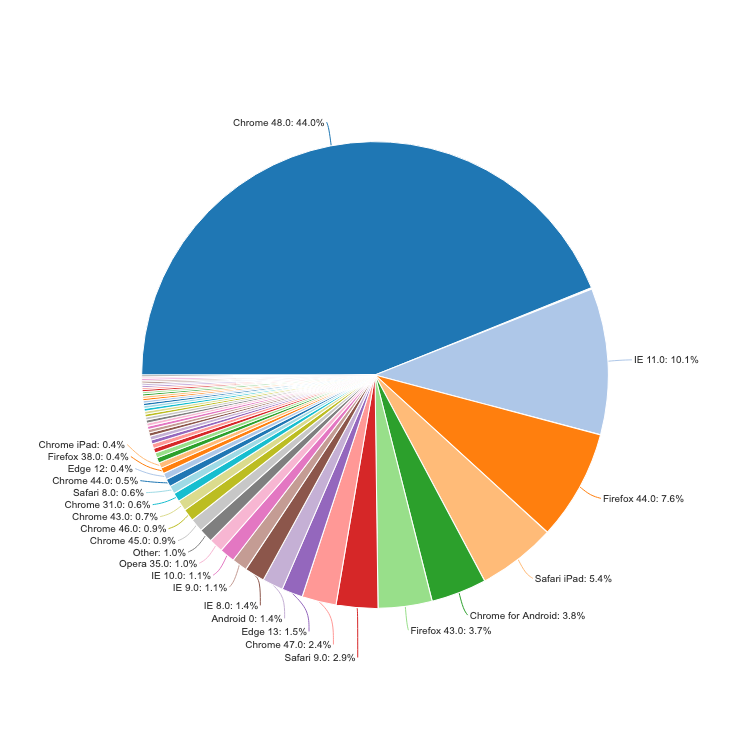 Chrome 48.0: 44.0%
IE 11.0: 10.1%
Firefox 44.0: 7.6%
Safari iPad: 5.4%
Chrome for Android: 3.8%
Firefox 43.0: 3.7%
Safari 9.0: 2.9%
Chrome 47.0: 2.4%
Edge 13: 1.5%
Android 0: 1.4%
IE 8.0: 1.4%
IE 9.0: 1.1%
IE 10.0: 1.1%
Opera 35.0: 1.0%
Other: 1.0%
Chrome 45.0: 0.9%
Chrome 46.0: 0.9%
Chrome 43.0: 0.7%
Chrome 31.0: 0.6%
Safari 8.0: 0.6%
Chrome 44.0: 0.5%
Edge 12: 0.4%
Firefox 38.0: 0.4%
Chrome iPad: 0.4%